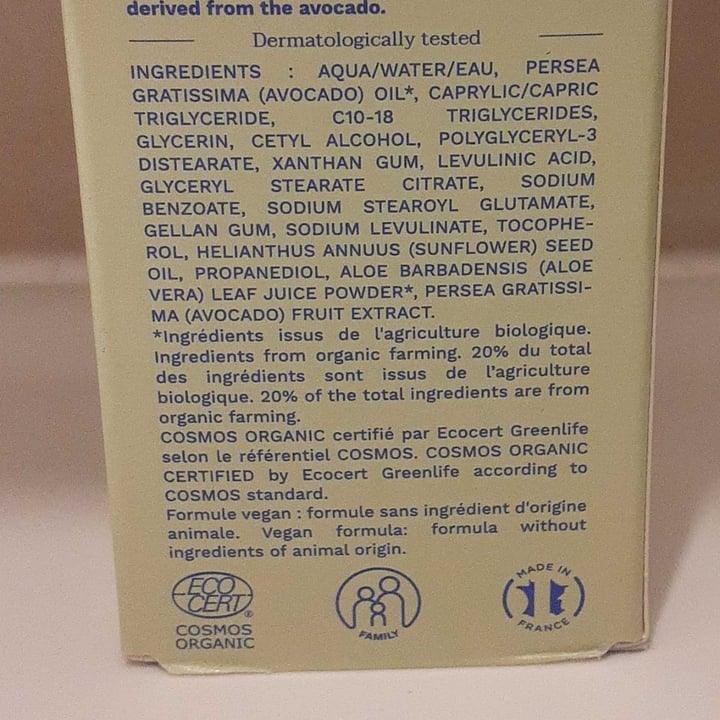 derived from the avocado.
Dermatologically tested
INGREDIENTS : AQUA/WATER/EAU, PERSEA
GRATISSIMA (AVOCADO) OIL*, CAPRYLIC/CAPRIC
TRIGLYCERIDE, C10-18 TRIGLYCERIDES,
GLYCERIN, CETYL ALCOHOL, POLYGLYCERYL-3
DISTEARATE, XANTHAN GUM, LEVULINIC ACID,
GLYCERYL STEARATE CITRATE, SODIUM
BENZOATE, SODIUM STEAROYL GLUTAMATE,
GELLAN GUM, SODIUM LEVULINATE, TOCOPHE-
ROL, HELIANTHUS ANNUUS (SUNFLOWER) SEED
OIL, PROPANEDIOL, ALOE BARBADENSIS (ALOE
VERA) LEAF JUICE POWDER*, PERSEA GRATISSI-
MA (AVOCADO) FRUIT EXTRACT.
*Ingrédients issus de l'agriculture biologique.
Ingredients from organic farming. 20% du total
des ingrédients sont issus de l'agriculture
biologique. 20% of the total ingredients are from
organic farming.
COSMOS ORGANIC certifié par Ecocert Greenlife
selon le référentiel COSMOS. COSMOS ORGANIC
CERTIFIED by Ecocert Greenlife according to
COSMOS standard.
Formule vegan : formule sans ingrédient d'origine
animale. Vegan formula: formula without
ingredients of animal origin.
ECO
CERT®
COSMOS
ORGANIC
FAMILY
MADE IN
FRANCE